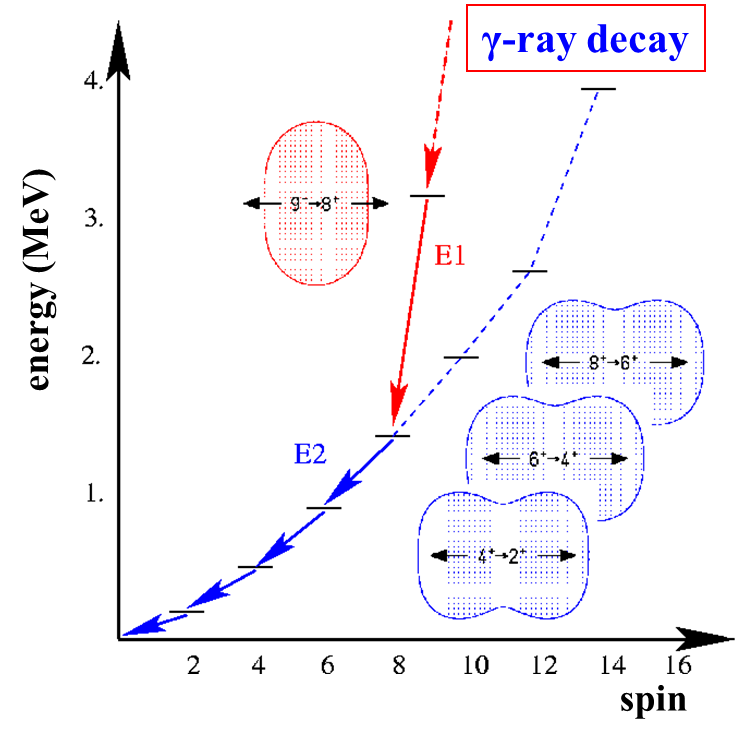 γ-ray decay
energy (MeV)
4.
3.
2.
1.
9⁻→8⁺
E1
E2
8⁺→6⁺
6⁺→4⁺
4⁺→2⁺
2 4 6 8 10 12 14 16
spin